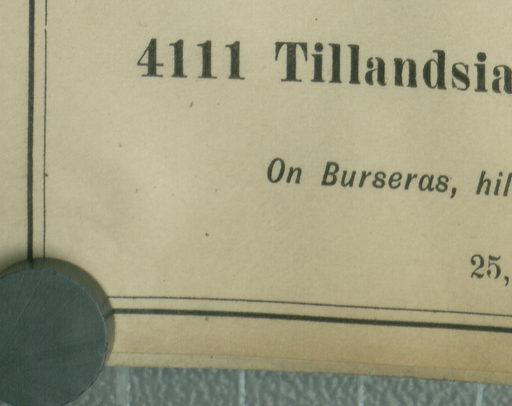 4111 Tillandsia
On Burseras, hil
25,